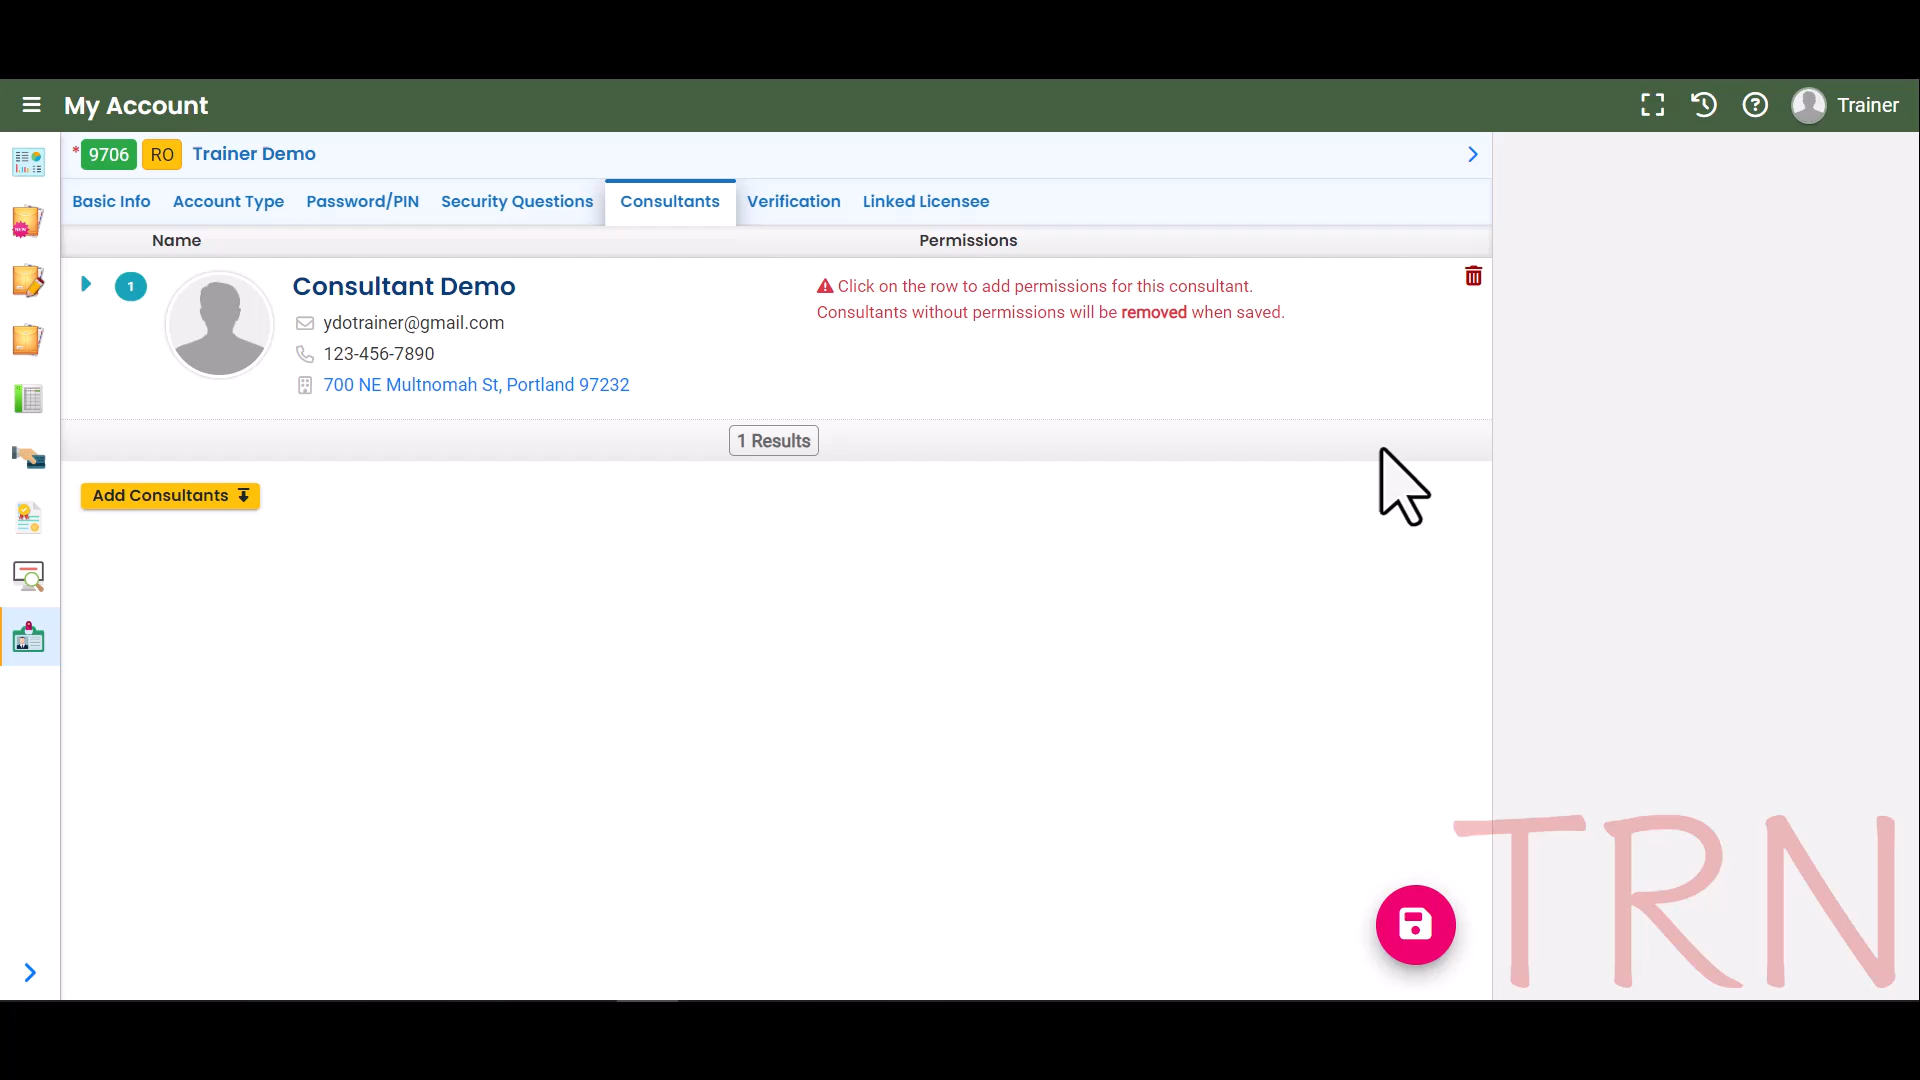 My Account
Trainer
* 9706 RO Trainer Demo
Basic Info Account Type Password/PIN Security Questions Consultants Verification Linked Licensee
Name Permissions
1 Consultant Demo
Click on the row to add permissions for this consultant.
Consultants without permissions will be removed when saved.
ydotrainer@gmail.com
123-456-7890
700 NE Multnomah St, Portland 97232
1 Results
Add Consultants
TRN